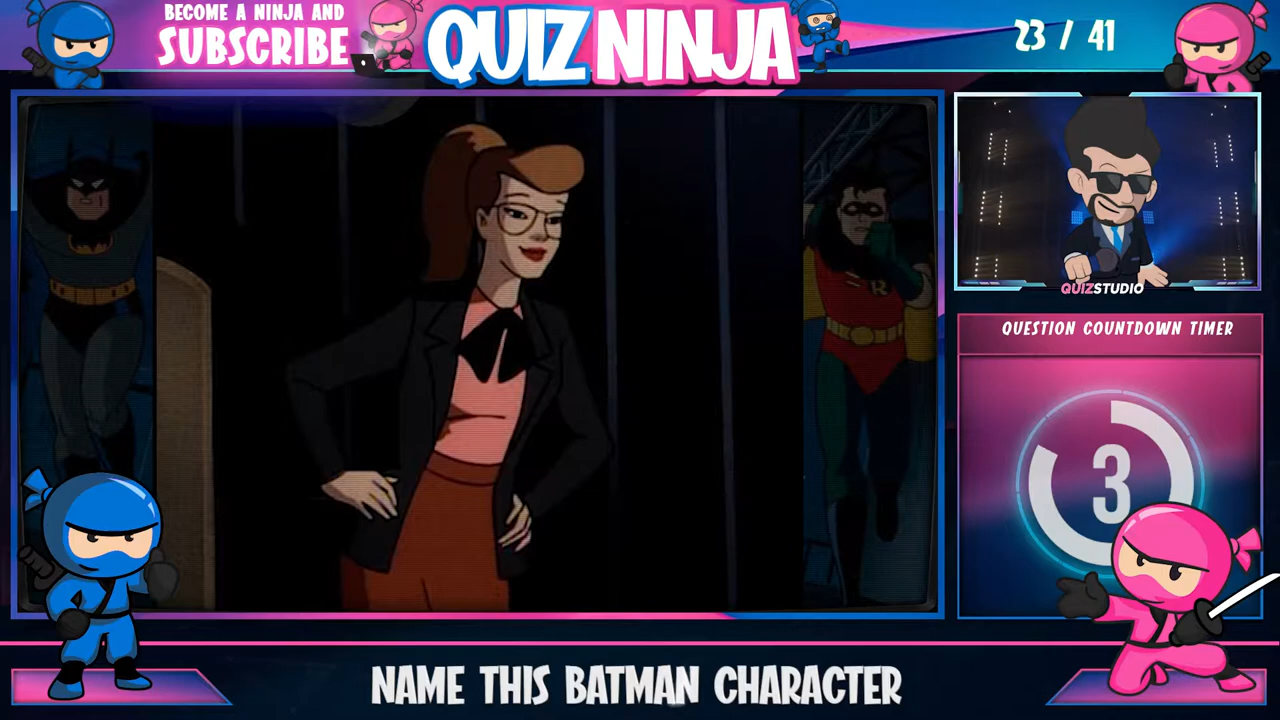 BECOME A NINJA AND
SUBSCRIBE
QUIZ NINJA
23 / 41
R
QUIZSTUDIO
QUESTION COUNTDOWN TIMER
3
NAME THIS BATMAN CHARACTER